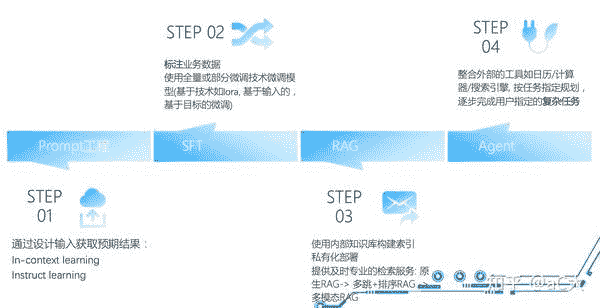 STEP 02
标注业务数据
使用全量或部分微调技术微调模
型(基于技术如lora, 基于输入的，
基于目标的微调)
STEP
04
整合外部的工具如日历/计算
器/搜索引擎, 按任务指定规划，
逐步完成用户指定的复杂任务
Prompt工程
SFT
RAG
Agent
STEP
01
通过设计输入获取预期结果：
In-context learning
Instruct learning
STEP
03
使用内部知识库构建索引
私有化部署
提供及时专业的检索服务: 原
生RAG-> 多跳+排序RAG
多模态RAG
知乎